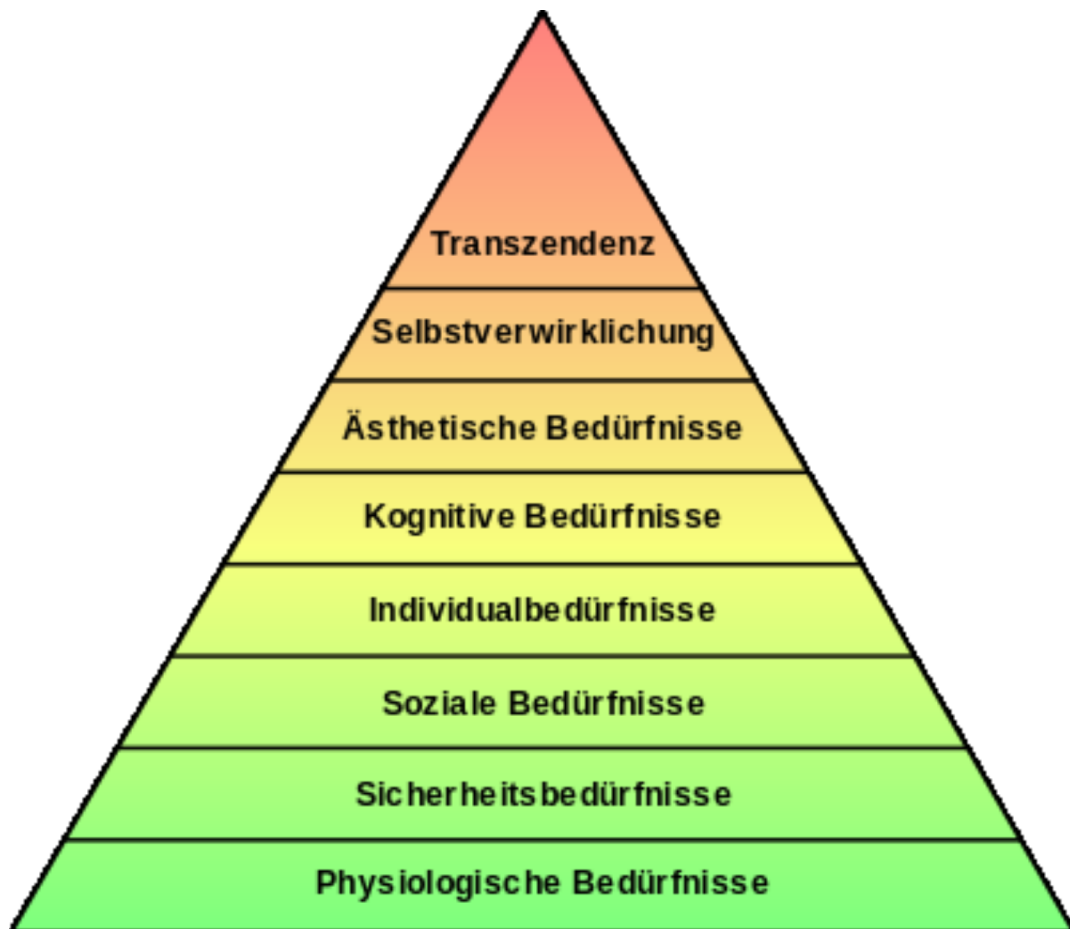 Transzendenz
Selbstverwirklichung
Ästhetische Bedürfnisse
Kognitive Bedürfnisse
Individualbedürfnisse
Soziale Bedürfnisse
Sicherheitsbedürfnisse
Physiologische Bedürfnisse